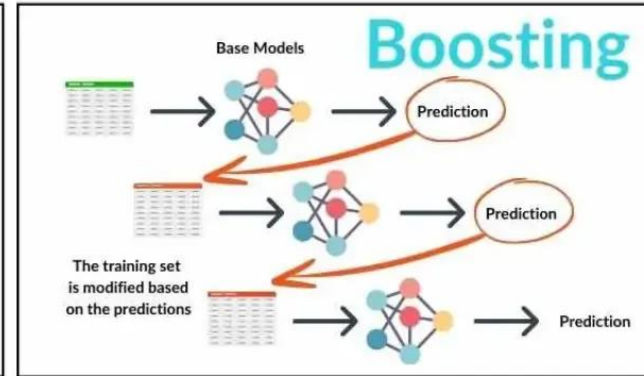 Boosting
Base Models
Prediction
Prediction
The training set
is modified based
on the predictions
Prediction